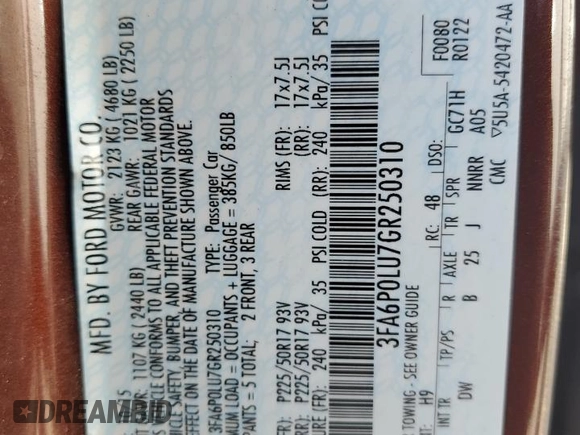 MFD. BY FORD MOTOR CO.
GVWR: 2123 KG ( 4680 LB)
1107 KG ( 2440 LB) REAR GAWR: 1021 KG ( 2250 LB)
CONFORMS TO ALL APPLICABLE FEDERAL MOTOR
SAFETY, BUMPER, AND THEFT PREVENTION STANDARDS
IN EFFECT ON THE DATE OF MANUFACTURE SHOWN ABOVE.
3FA6P0LU7GR250310 TYPE: Passenger Car
LOAD = OCCUPANTS + LUGGAGE = 385KG/ 850LB
= 5 TOTAL; 2 FRONT, 3 REAR
P225/50R17 93V RIMS (FR): 17x7.5J
P225/50R17 93V (RR): 17x7.5J
(FR): 240 kPa/ 35 PSI COLD (RR): 240 kPa/ 35 PSI
TOWING - SEE OWNER GUIDE
3FA6P0LU7GR250310
F0080
R0122
H9 RC: 48 DSO: GC71H
INT TR TP/PS R AXLE TR SPR
DW B 25 J NNRR A05
CMC ▽5U5A-5420472-AA
DREAMBID